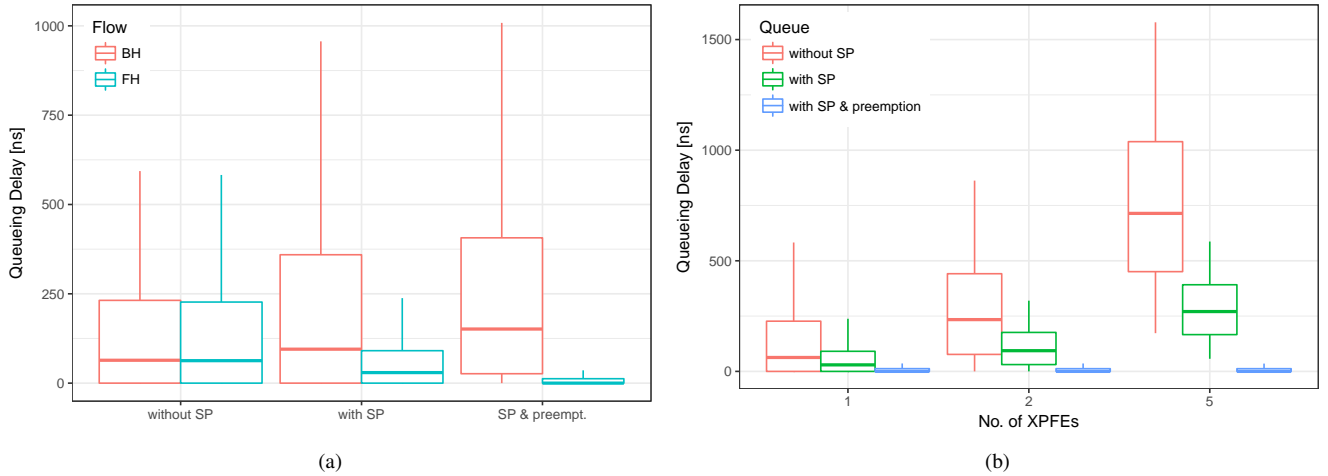 Flow
BH
FH
Queueing Delay [ns]
1000
750
500
250
0
without SP
with SP
SP & preempt.
(a)
Queue
without SP
with SP
with SP & preemption
Queueing Delay [ns]
1500
1000
500
0
1
2
5
No. of XPFEs
(b)